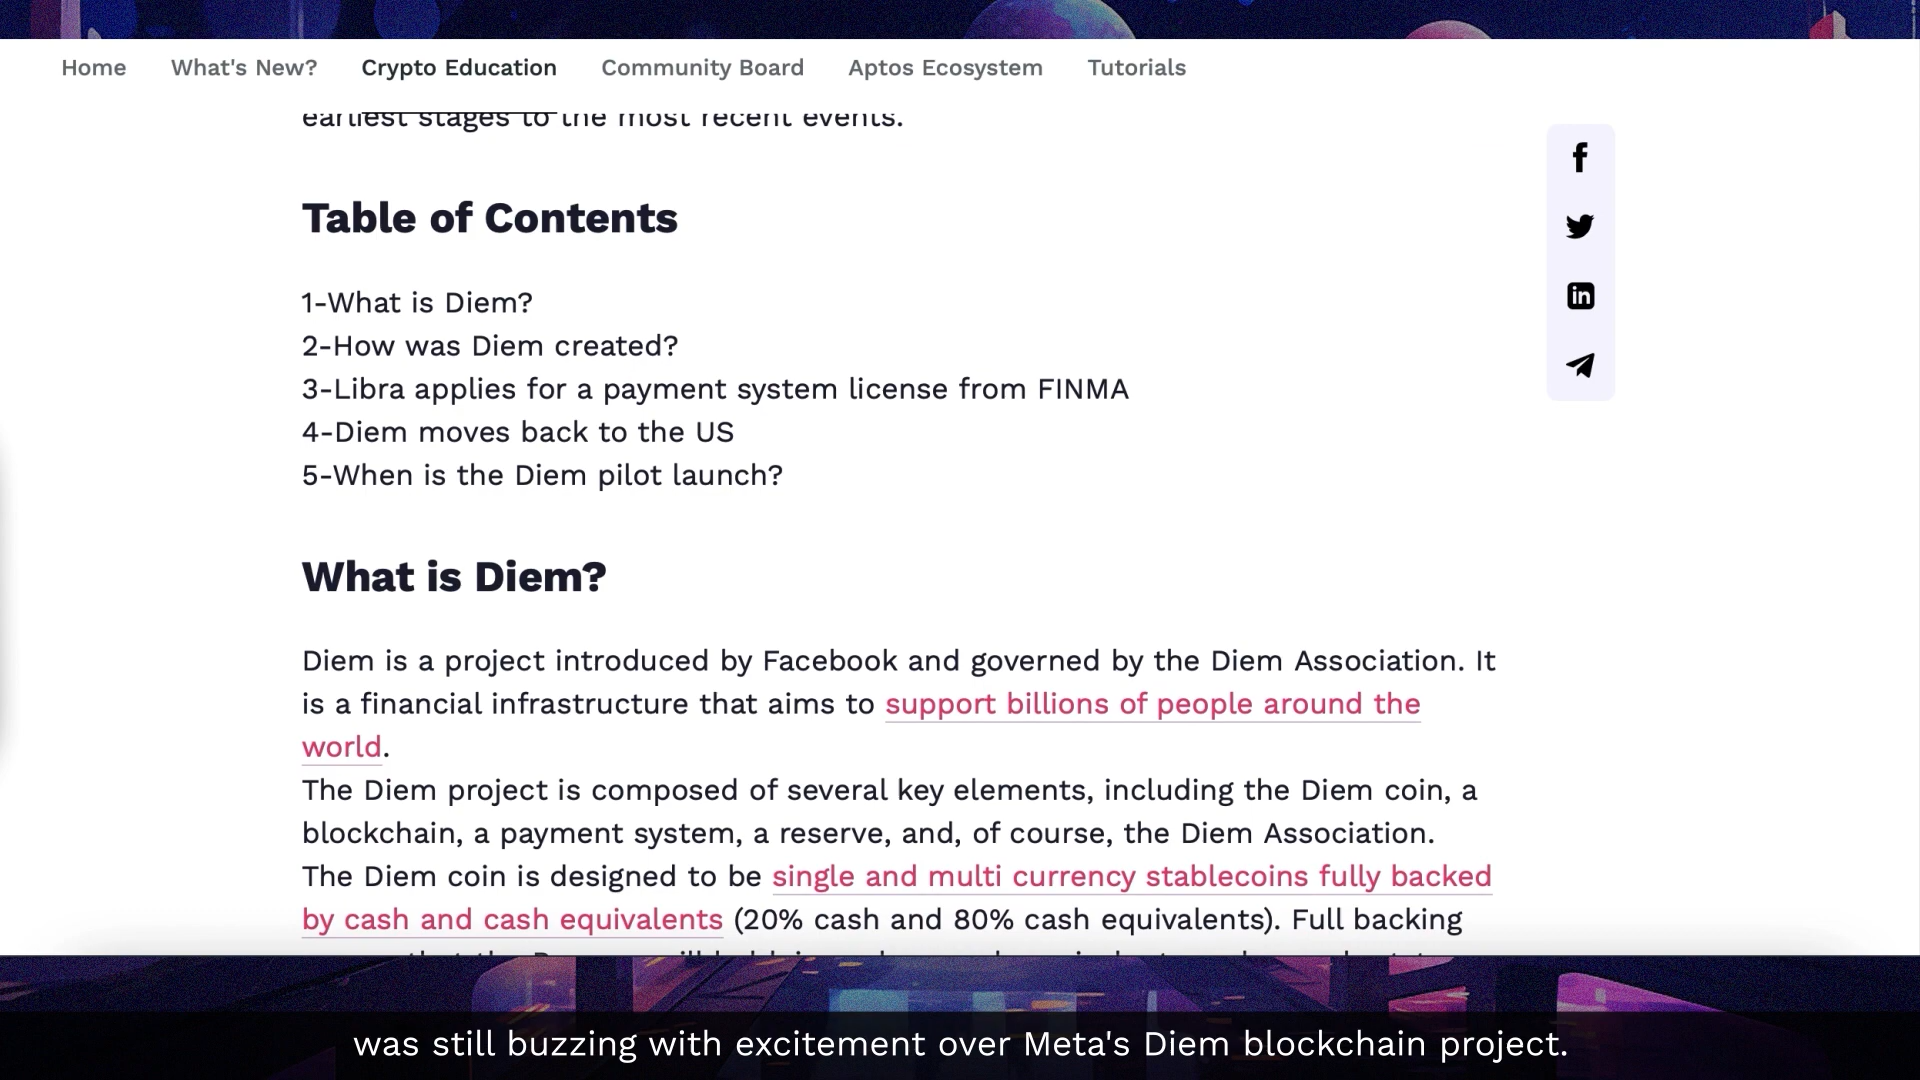 Home What's New? Crypto Education Community Board Aptos Ecosystem Tutorials
earliest stages to the most recent events.
Table of Contents
1-What is Diem?
2-How was Diem created?
3-Libra applies for a payment system license from FINMA
4-Diem moves back to the US
5-When is the Diem pilot launch?
What is Diem?
Diem is a project introduced by Facebook and governed by the Diem Association. It
is a financial infrastructure that aims to support billions of people around the
world.
The Diem project is composed of several key elements, including the Diem coin, a
blockchain, a payment system, a reserve, and, of course, the Diem Association.
The Diem coin is designed to be single and multi currency stablecoins fully backed
by cash and cash equivalents (20% cash and 80% cash equivalents). Full backing
was still buzzing with excitement over Meta's Diem blockchain project.